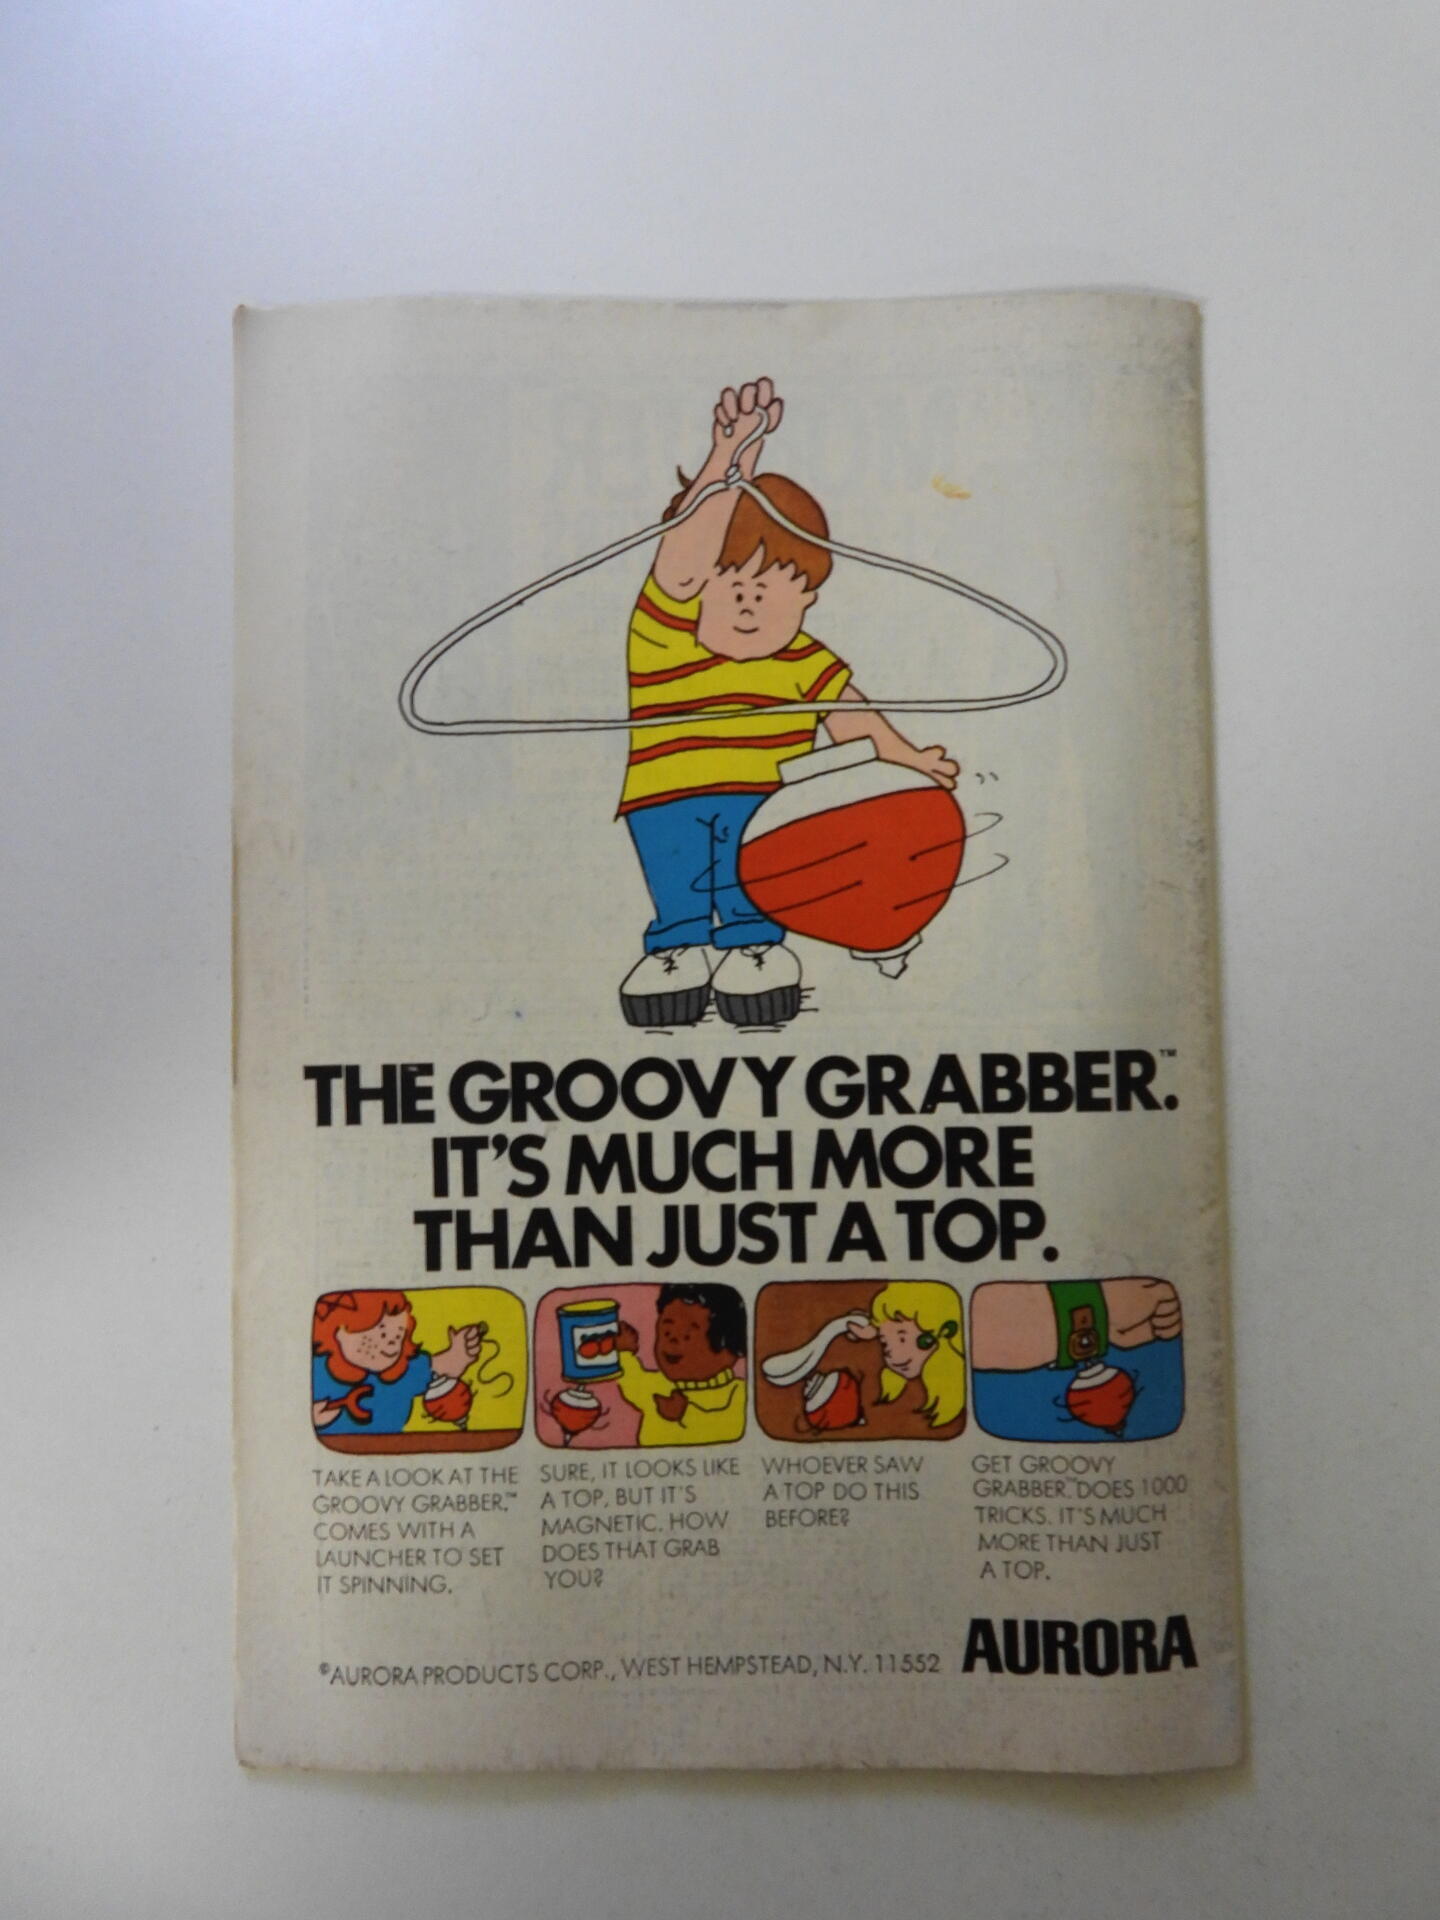 THE GROOVY GRABBER.™
IT'S MUCH MORE
THAN JUST A TOP.
TAKE A LOOK AT THE
GROOVY GRABBER.™
COMES WITH A
LAUNCHER TO SET
IT SPINNING.
SURE, IT LOOKS LIKE
A TOP, BUT IT'S
MAGNETIC. HOW
DOES THAT GRAB
YOU?
WHOEVER SAW
A TOP DO THIS
BEFORE?
GET GROOVY
GRABBER.™ DOES 1000
TRICKS. IT'S MUCH
MORE THAN JUST
A TOP.
©AURORA PRODUCTS CORP., WEST HEMPSTEAD, N.Y. 11552
AURORA